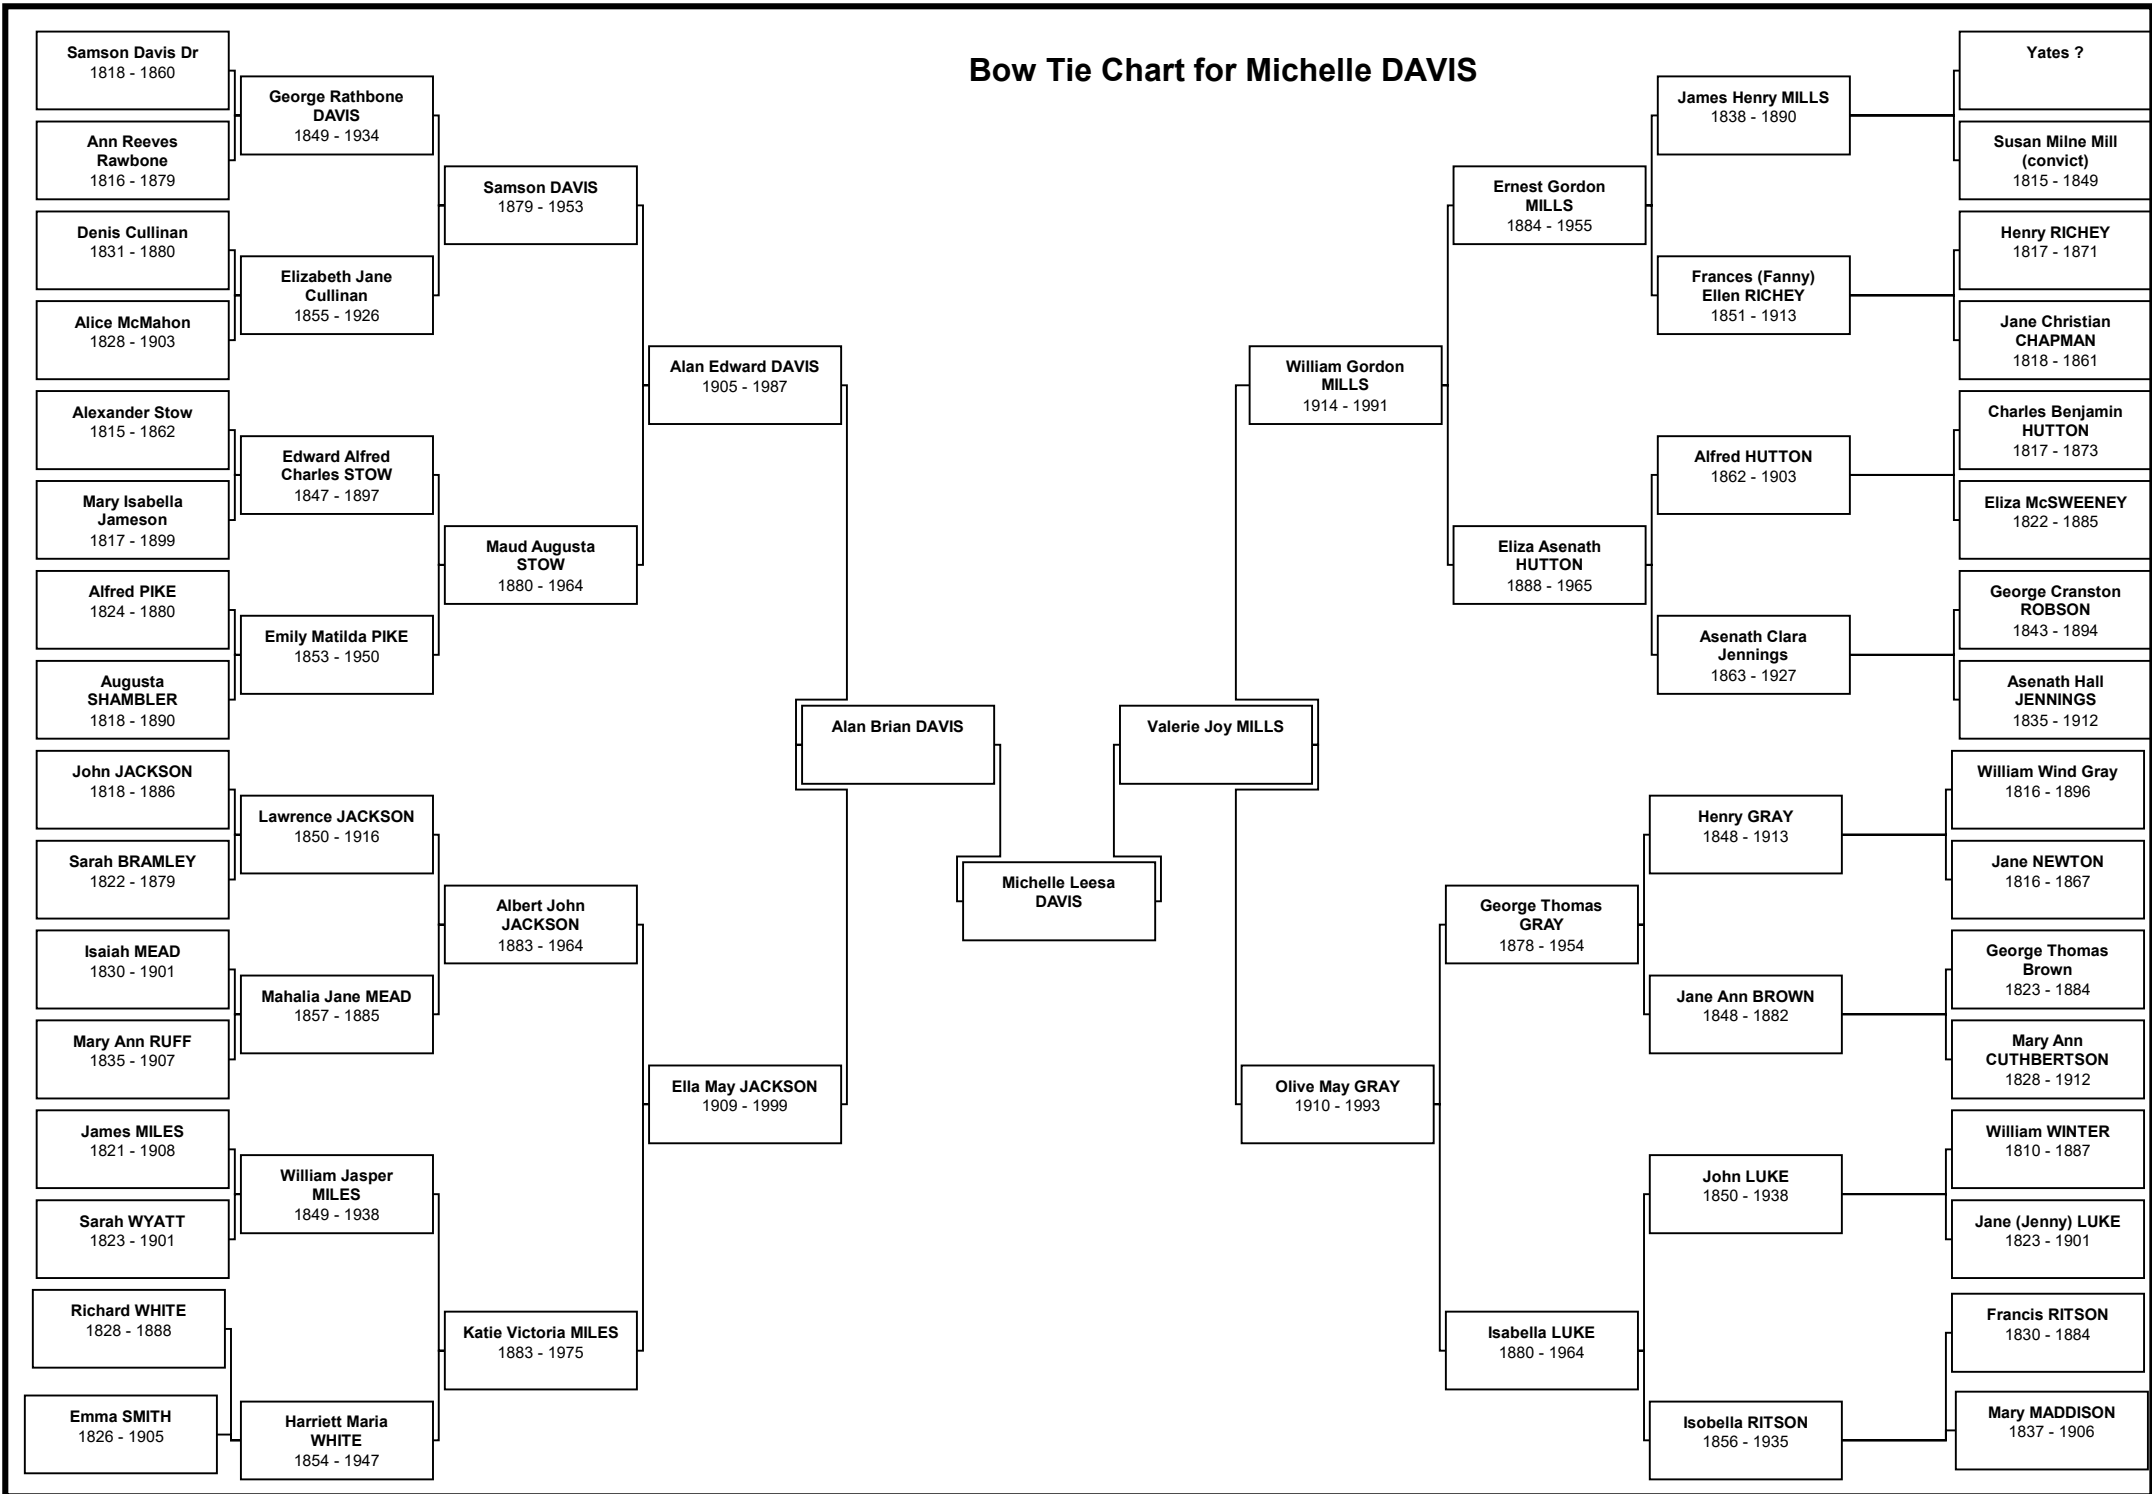 Bow Tie Chart for Michelle DAVIS
Samson Davis Dr
1818 - 1860
Ann Reeves
Rawbone
1816 - 1879
Denis Cullinan
1831 - 1880
Alice McMahon
1828 - 1903
Alexander Stow
1815 - 1862
Mary Isabella
Jameson
1817 - 1899
Alfred PIKE
1824 - 1880
Augusta
SHAMBLER
1818 - 1890
John JACKSON
1818 - 1886
Sarah BRAMLEY
1822 - 1879
Isaiah MEAD
1830 - 1901
Mary Ann RUFF
1835 - 1907
James MILES
1821 - 1908
Sarah WYATT
1823 - 1901
Richard WHITE
1828 - 1888
Emma SMITH
1826 - 1905
George Rathbone
DAVIS
1849 - 1934
Elizabeth Jane
Cullinan
1855 - 1926
Edward Alfred
Charles STOW
1847 - 1897
Emily Matilda PIKE
1853 - 1950
Lawrence JACKSON
1850 - 1916
Mahalia Jane MEAD
1857 - 1885
William Jasper
MILES
1849 - 1938
Harriett Maria
WHITE
1854 - 1947
Samson DAVIS
1879 - 1953
Maud Augusta
STOW
1880 - 1964
Albert John
JACKSON
1883 - 1964
Katie Victoria MILES
1883 - 1975
Alan Edward DAVIS
1905 - 1987
Ella May JACKSON
1909 - 1999
Alan Brian DAVIS
Michelle Leesa
DAVIS
Valerie Joy MILLS
William Gordon
MILLS
1914 - 1991
Olive May GRAY
1910 - 1993
Ernest Gordon
MILLS
1884 - 1955
Eliza Asenath
HUTTON
1888 - 1965
George Thomas
GRAY
1878 - 1954
Isabella LUKE
1880 - 1964
James Henry MILLS
1838 - 1890
Frances (Fanny)
Ellen RICHEY
1851 - 1913
Alfred HUTTON
1862 - 1903
Asenath Clara
Jennings
1863 - 1927
Henry GRAY
1848 - 1913
Jane Ann BROWN
1848 - 1882
John LUKE
1850 - 1938
Isobella RITSON
1856 - 1935
Yates ?
Susan Milne Mill
(convict)
1815 - 1849
Henry RICHEY
1817 - 1871
Jane Christian
CHAPMAN
1818 - 1861
Charles Benjamin
HUTTON
1817 - 1873
Eliza McSWEENEY
1822 - 1885
George Cranston
ROBSON
1843 - 1894
Asenath Hall
JENNINGS
1835 - 1912
William Wind Gray
1816 - 1896
Jane NEWTON
1816 - 1867
George Thomas
Brown
1823 - 1884
Mary Ann
CUTHBERTSON
1828 - 1912
William WINTER
1810 - 1887
Jane (Jenny) LUKE
1823 - 1901
Francis RITSON
1830 - 1884
Mary MADDISON
1837 - 1906